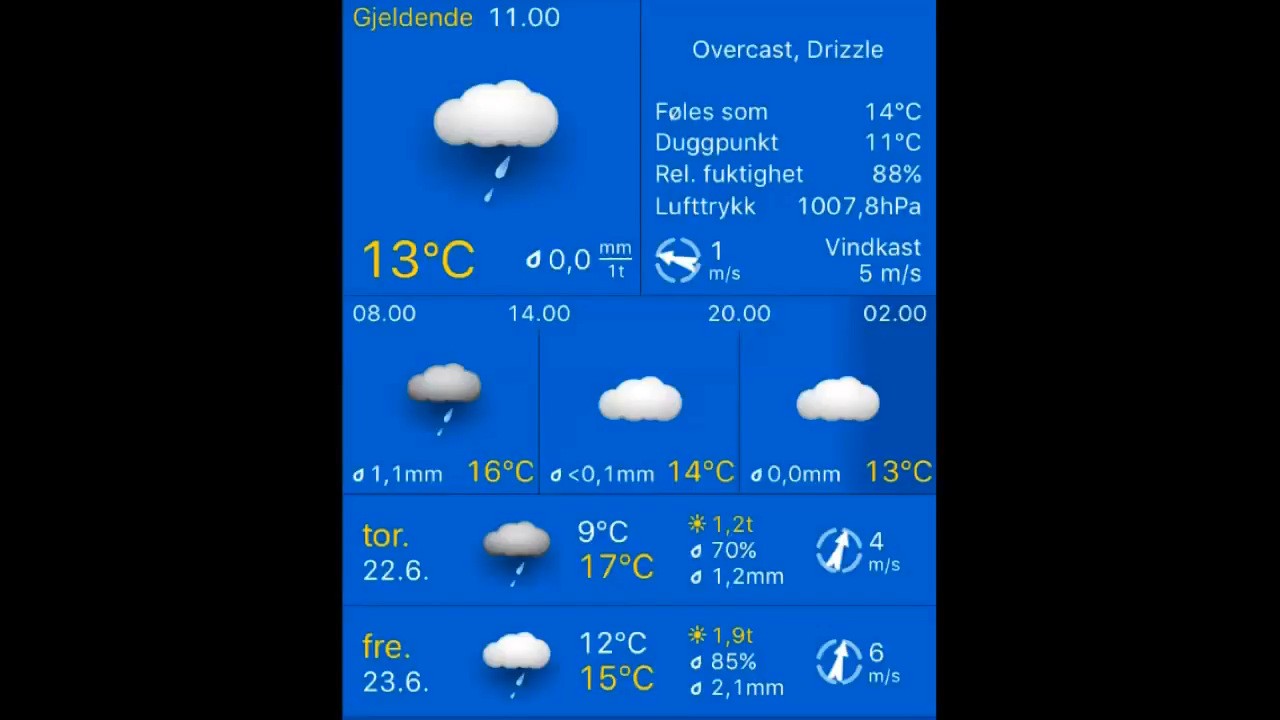 Gjeldende 11.00
13°C
0,0 mm
1t
Overcast, Drizzle
Føles som 14°C
Duggpunkt 11°C
Rel. fuktighet 88%
Lufttrykk 1007,8hPa
1
m/s
Vindkast
5 m/s
08.00 14.00 20.00 02.00
1,1mm 16°C <0,1mm 14°C 0,0mm 13°C
tor.
22.6.
9°C
17°C
1,2t
70%
1,2mm
4
m/s
fre.
23.6.
12°C
15°C
1,9t
85%
2,1mm
6
m/s